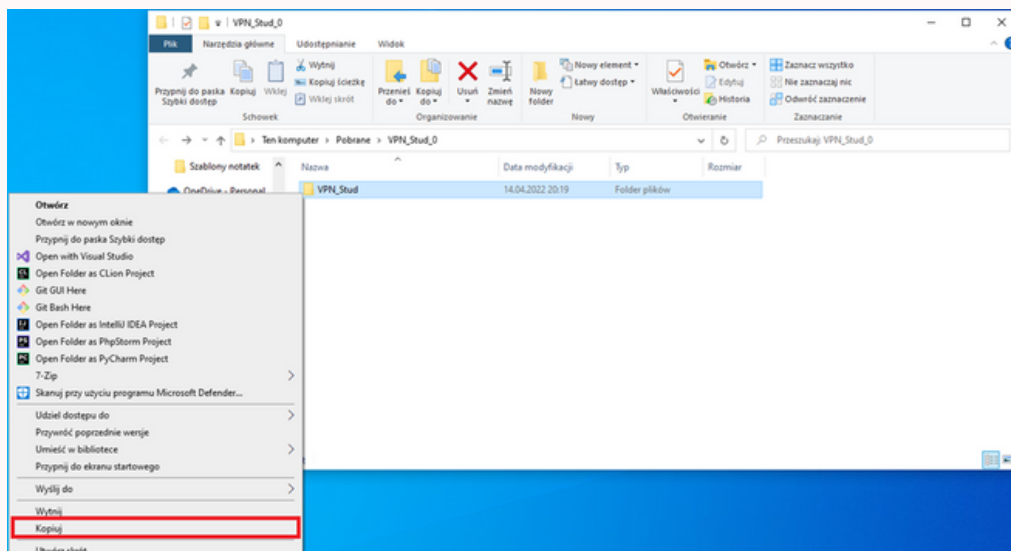 VPN_Stud_0
Plik Narzędzia główne Udostępnianie Widok
Przypnij do paska Szybki dostęp
Kopiuj
Wklej
Wytnij
Kopiuj ścieżkę
Wklej skrót
Schowek
Przenieś do
Kopiuj do
Usuń
Zmień nazwę
Organizowanie
Nowy folder
Nowy element
Łatwy dostęp
Nowy
Właściwości
Otwórz
Edytuj
Historia
Otwieranie
Zaznacz wszystko
Nie zaznaczaj nic
Odwróć zaznaczenie
Zaznaczanie
Ten komputer > Pobrane > VPN_Stud_0
Przeszukaj: VPN_Stud_0
Szablony notatek
OneDrive - Personal
Nazwa Data modyfikacji Typ Rozmiar
VPN_Stud 14.04.2022 20:19 Folder plików
Otwórz
Otwórz w nowym oknie
Przypnij do paska Szybki dostęp
Open with Visual Studio
Open Folder as CLion Project
Git GUI Here
Git Bash Here
Open Folder as IntelliJ IDEA Project
Open Folder as PhpStorm Project
Open Folder as PyCharm Project
7-Zip
Skanuj przy użyciu programu Microsoft Defender...
Udziel dostępu do
Przywróć poprzednie wersje
Umieść w bibliotece
Przypnij do ekranu startowego
Wyślij do
Wytnij
Kopiuj
Utwórz skrót